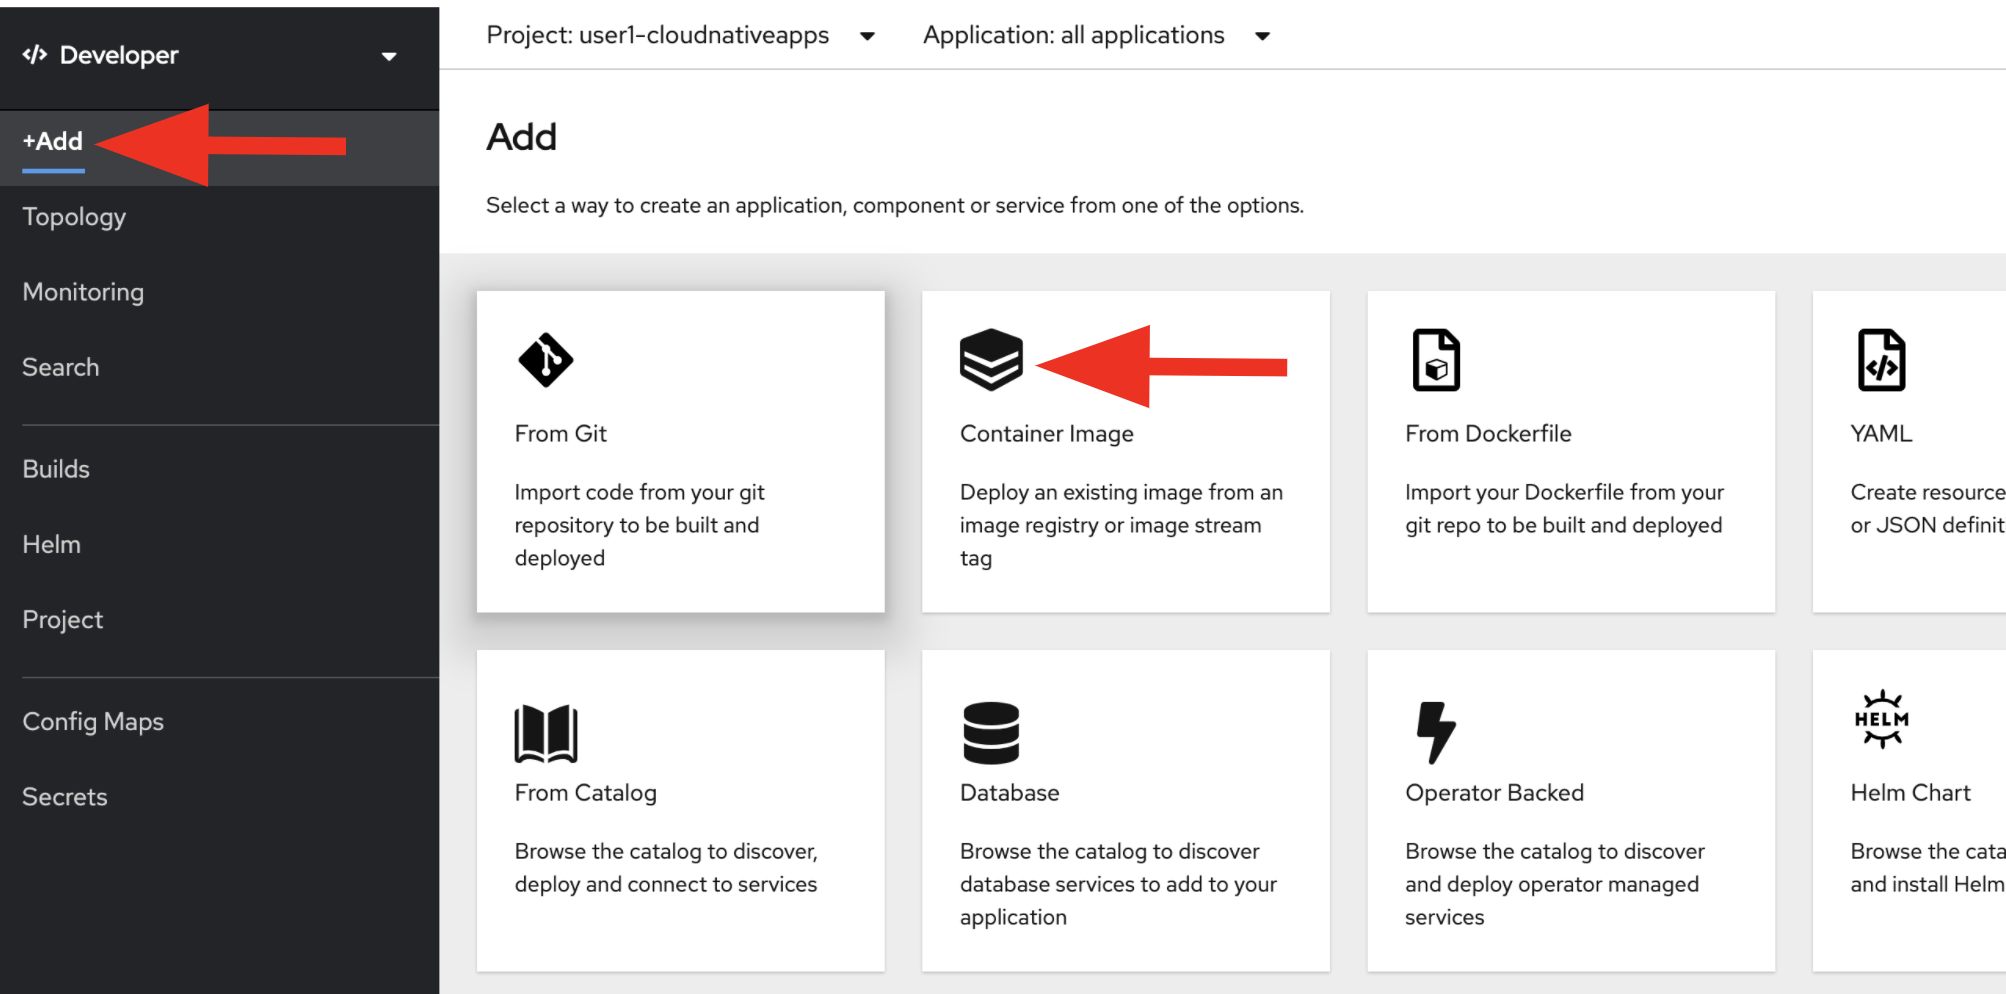 Developer
+Add
Topology
Monitoring
Search
Builds
Helm
Project
Config Maps
Secrets
Project: user1-cloudnativeapps
Application: all applications
Add
Select a way to create an application, component or service from one of the options.
From Git
Import code from your git
repository to be built and
deployed
Container Image
Deploy an existing image from an
image registry or image stream
tag
From Dockerfile
Import your Dockerfile from your
git repo to be built and deployed
YAML
Create resource
or JSON definit
From Catalog
Browse the catalog to discover,
deploy and connect to services
Database
Browse the catalog to discover
database services to add to your
application
Operator Backed
Browse the catalog to discover
and deploy operator managed
services
HELM
Helm Chart
Browse the cata
and install Helm